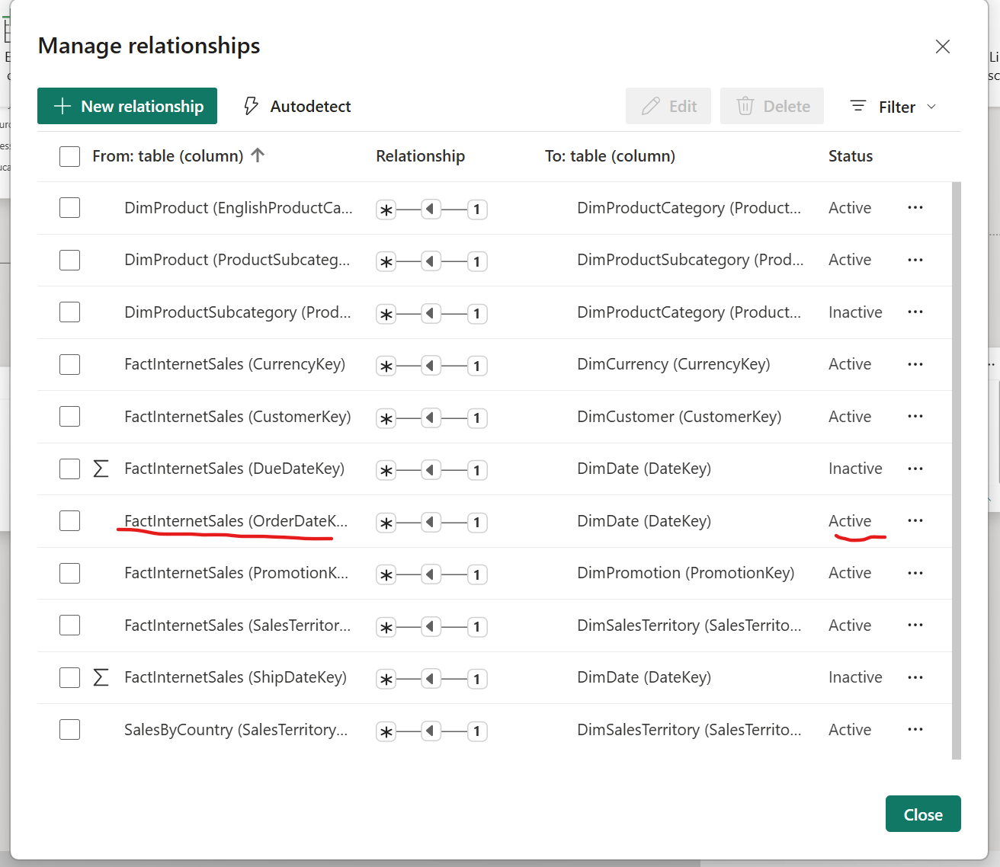 Manage relationships
New relationship
Autodetect
Edit
Delete
Filter
From: table (column)
Relationship
To: table (column)
Status
DimProduct (EnglishProductCa... * 1 DimProductCategory (Product... Active ...
DimProduct (ProductSubcateg... * 1 DimProductSubcategory (Prod... Active ...
DimProductSubcategory (Prod... * 1 DimProductCategory (Product... Inactive ...
FactInternetSales (CurrencyKey) * 1 DimCurrency (CurrencyKey) Active ...
FactInternetSales (CustomerKey) * 1 DimCustomer (CustomerKey) Active ...
Σ FactInternetSales (DueDateKey) * 1 DimDate (DateKey) Inactive ...
FactInternetSales (OrderDateK... * 1 DimDate (DateKey) Active ...
FactInternetSales (PromotionK... * 1 DimPromotion (PromotionKey) Active ...
FactInternetSales (SalesTerritor... * 1 DimSalesTerritory (SalesTerrito... Active ...
Σ FactInternetSales (ShipDateKey) * 1 DimDate (DateKey) Inactive ...
SalesByCountry (SalesTerritory... * 1 DimSalesTerritory (SalesTerrito... Active ...
Close